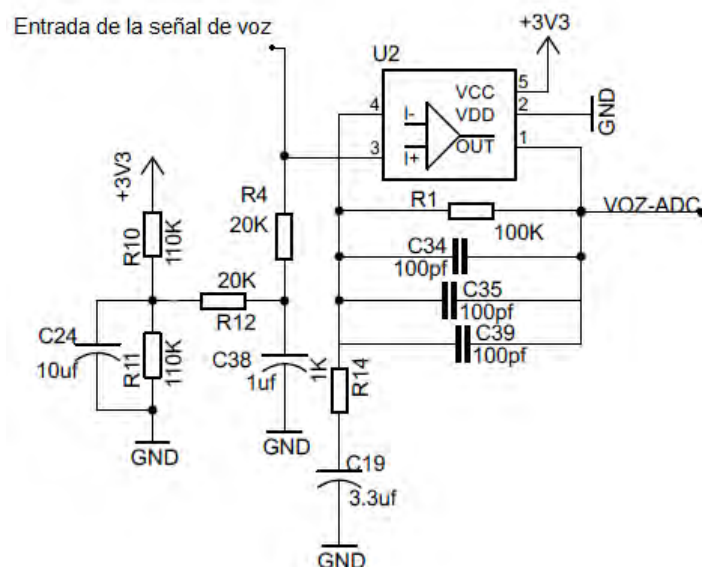 Entrada de la señal de voz
+3V3
U2
VCC
5
4
I-
VDD
2
GND
3
I+
OUT
1
+3V3
R4
20K
R1
100K
VOZ-ADC
R10
110K
C34
100pf
20K
R12
C35
100pf
C24
10uf
R11
110K
C38
1uf
1K
R14
C39
100pf
GND
GND
C19
3.3uf
GND